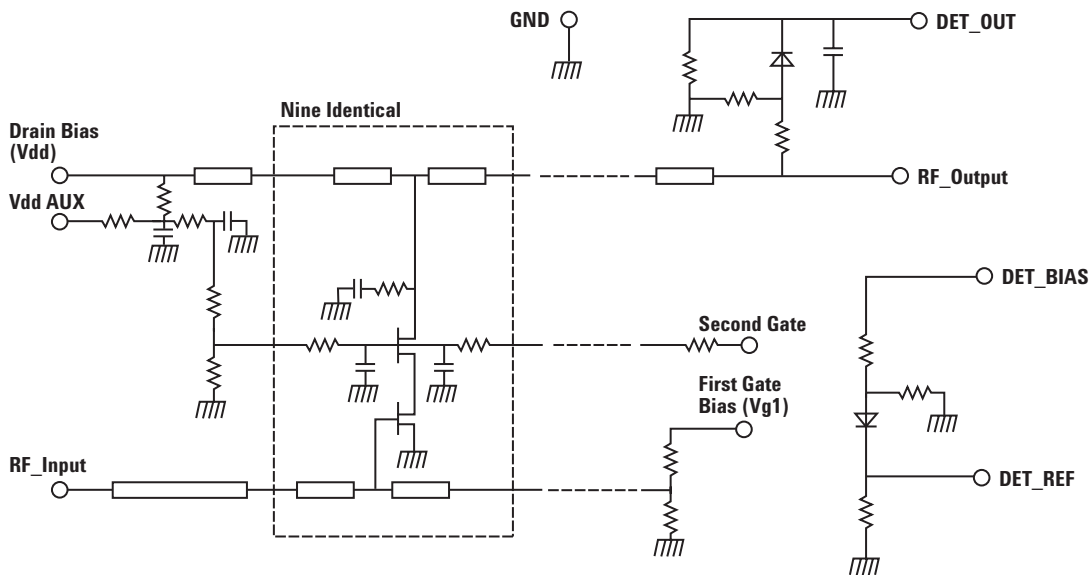 GND
DET_OUT
Nine Identical
Drain Bias
(Vdd)
RF_Output
Vdd AUX
DET_BIAS
Second Gate
First Gate
Bias (Vg1)
RF_Input
DET_REF